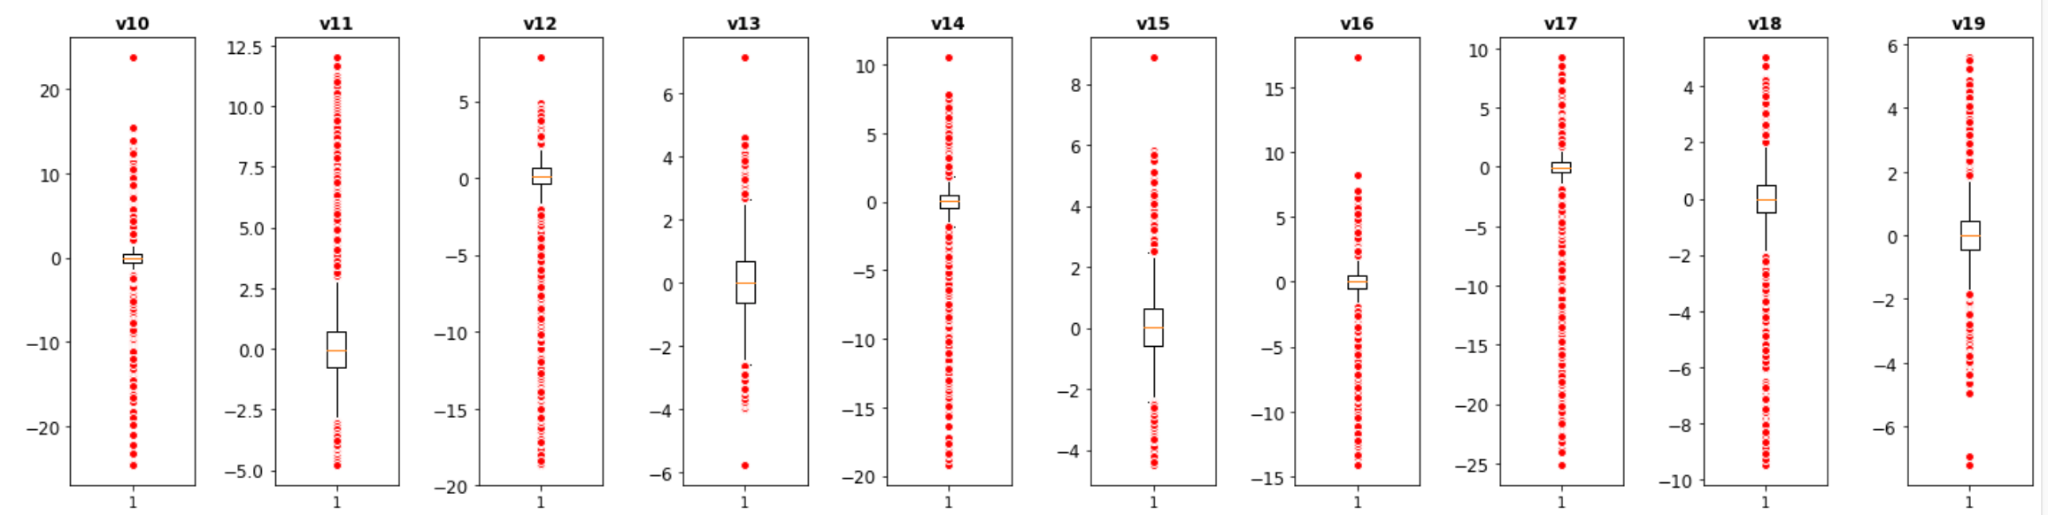 v10 v11 v12 v13 v14 v15 v16 v17 v18 v19
20 10 0 −10 −20
12.5 10.0 7.5 5.0 2.5 0.0 −2.5 −5.0
5 0 −5 −10 −15 −20
6 4 2 0 −2 −4 −6
10 5 0 −5 −10 −15 −20
8 6 4 2 0 −2 −4
15 10 5 0 −5 −10 −15
10 5 0 −5 −10 −15 −20 −25
4 2 0 −2 −4 −6 −8 −10
6 4 2 0 −2 −4 −6
1 1 1 1 1 1 1 1 1 1